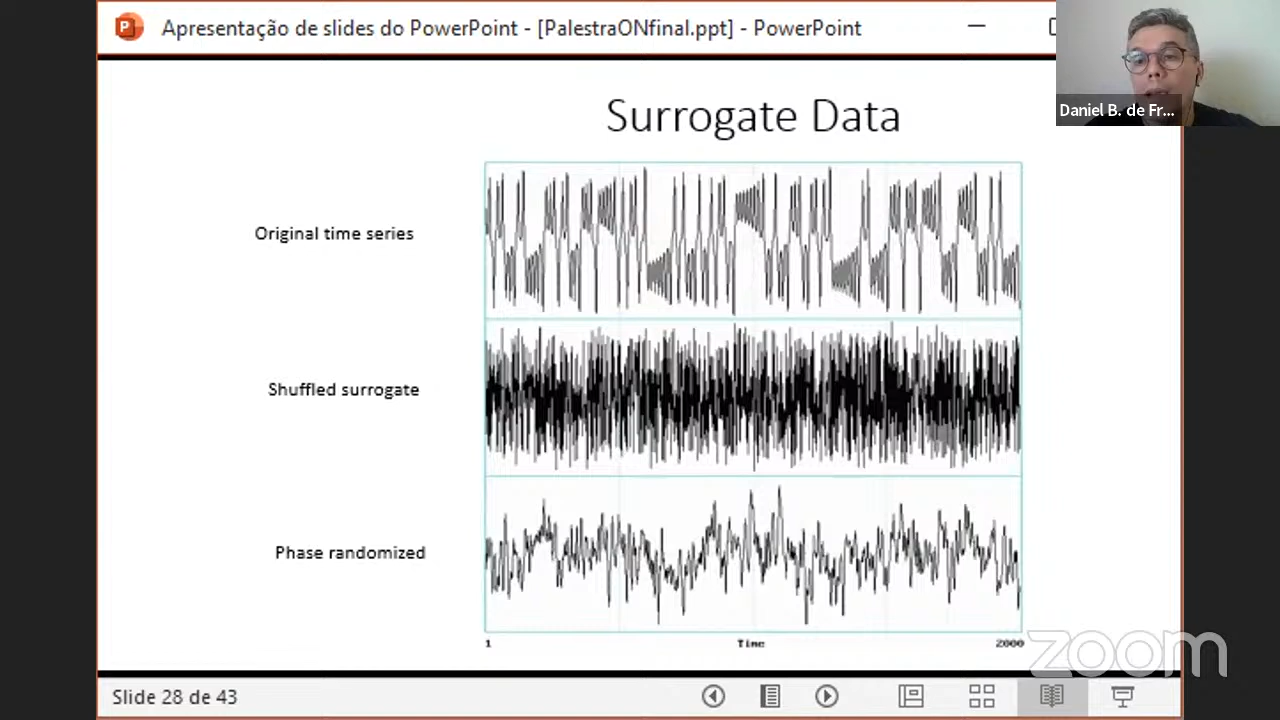 Apresentação de slides do PowerPoint - [PalestraONfinal.ppt] - PowerPoint
Daniel B. de Fr...
Surrogate Data
Original time series
Shuffled surrogate
Phase randomized
1 Time 2000
zoom
Slide 28 de 43